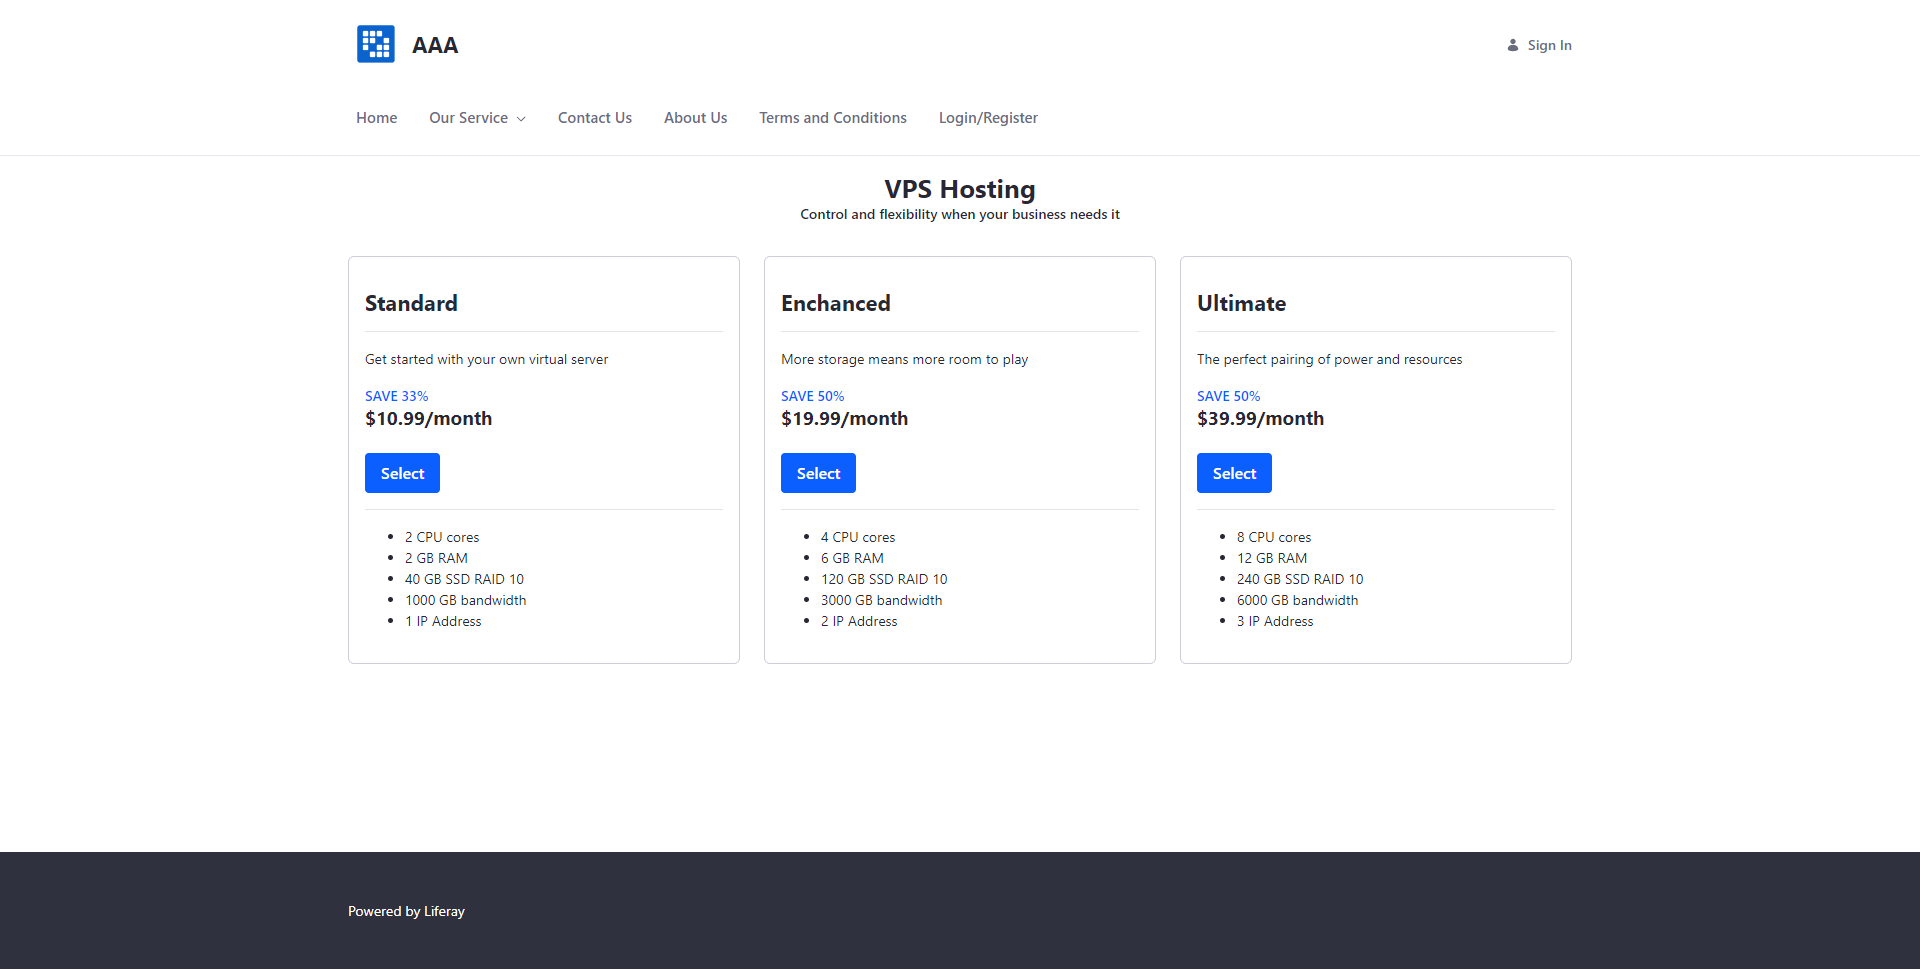 AAA
Sign In
Home
Our Service
Contact Us
About Us
Terms and Conditions
Login/Register
VPS Hosting
Control and flexibility when your business needs it
Standard
Get started with your own virtual server
SAVE 33%
$10.99/month
Select
2 CPU cores
2 GB RAM
40 GB SSD RAID 10
1000 GB bandwidth
1 IP Address
Enchanced
More storage means more room to play
SAVE 50%
$19.99/month
Select
4 CPU cores
6 GB RAM
120 GB SSD RAID 10
3000 GB bandwidth
2 IP Address
Ultimate
The perfect pairing of power and resources
SAVE 50%
$39.99/month
Select
8 CPU cores
12 GB RAM
240 GB SSD RAID 10
6000 GB bandwidth
3 IP Address
Powered by Liferay